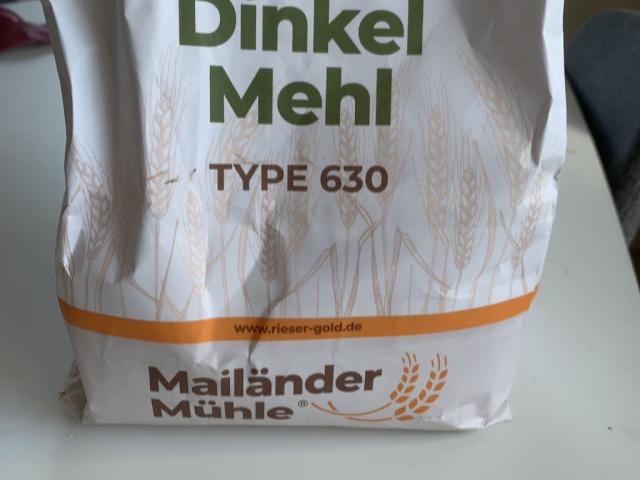 Dinkel
Mehl
TYPE 630
www.rieser-gold.de
Mailänder
Mühle®